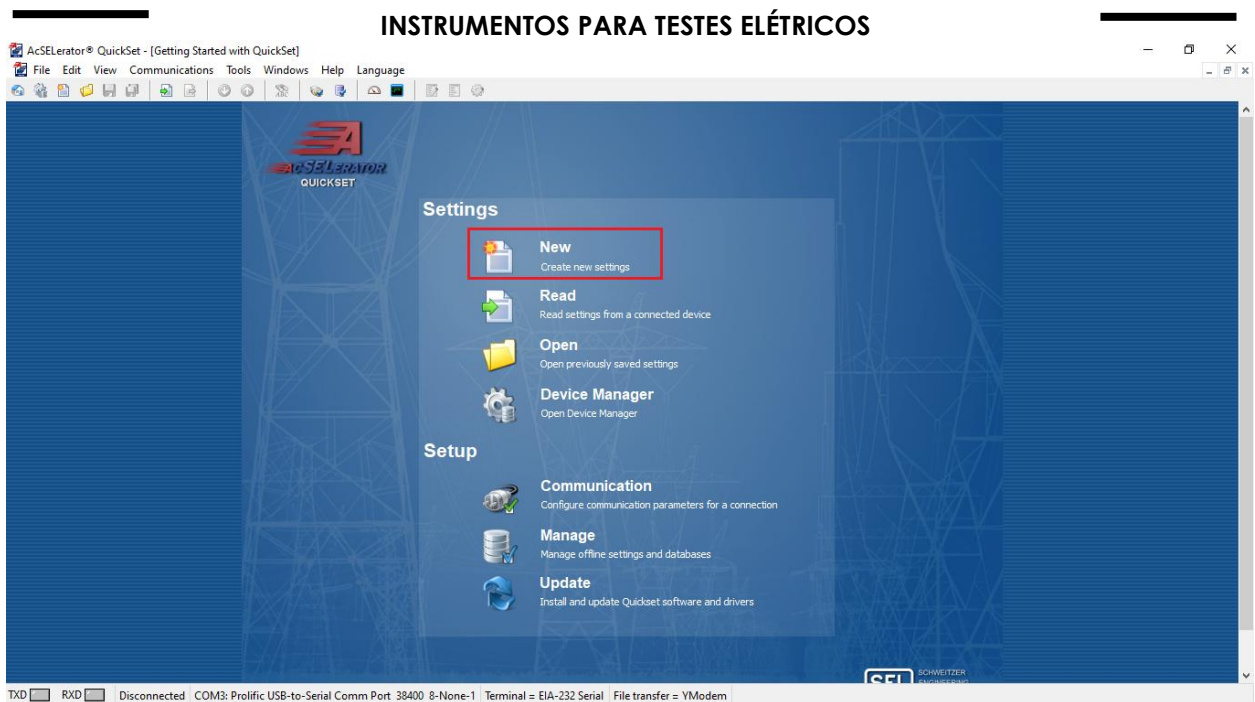 INSTRUMENTOS PARA TESTES ELÉTRICOS
AcSELerator® QuickSet - [Getting Started with QuickSet]
File Edit View Communications Tools Windows Help Language
ACSELERATOR
QUICKSET
Settings
New
Create new settings
Read
Read settings from a connected device
Open
Open previously saved settings
Device Manager
Open Device Manager
Setup
Communication
Configure communication parameters for a connection
Manage
Manage offline settings and databases
Update
Install and update Quickset software and drivers
SEL
SCHWEITZER
ENGINEERING
TXD RXD Disconnected COM3: Prolific USB-to-Serial Comm Port 38400 8-None-1 Terminal = EIA-232 Serial File transfer = YModem